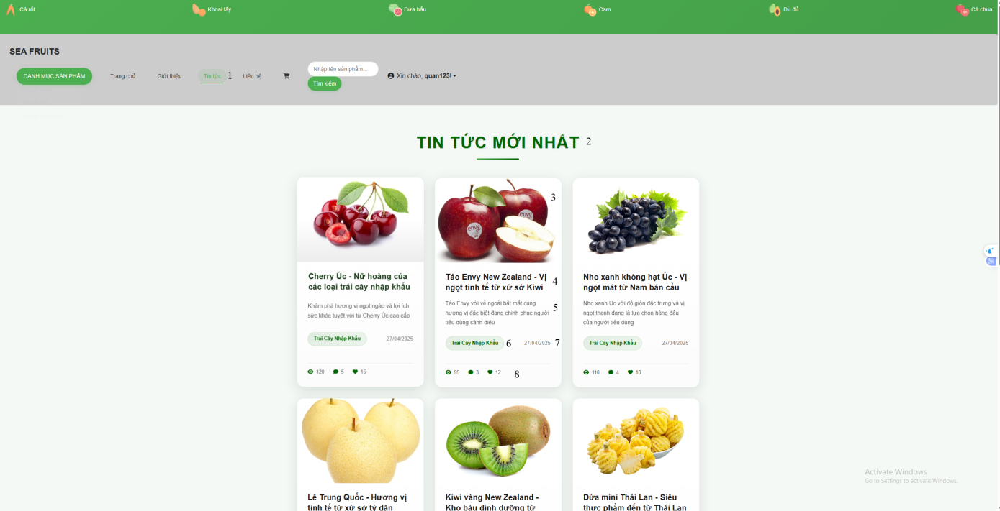 Cà rốt
Khoai tây
Dưa hấu
Cam
Đu đủ
Cà chua
SEA FRUITS
DANH MỤC SẢN PHẨM
Trang chủ
Giới thiệu
Tin tức
1
Liên hệ
Nhập tên sản phẩm...
Tìm kiếm
Xin chào, quan123!
TIN TỨC MỚI NHẤT
2
Cherry Úc - Nữ hoàng của
các loại trái cây nhập khẩu
Khám phá hương vị ngọt ngào và lợi ích
sức khỏe tuyệt vời từ Cherry Úc cao cấp
Trái Cây Nhập Khẩu
27/04/2025
120
5
15
envy
envy
3
Táo Envy New Zealand - Vị
ngọt tinh tế từ xứ sở Kiwi
4
Táo Envy với vẻ ngoài bắt mắt cùng
hương vị đặc biệt đang chinh phục người
tiêu dùng sành điệu
5
Trái Cây Nhập Khẩu
6
27/04/2025
7
95
3
12
8
Nho xanh không hạt Úc - Vị
ngọt mát từ Nam bán cầu
Nho xanh Úc với độ giòn đặc trưng và vị
ngọt thanh đang là lựa chọn hàng đầu
của người tiêu dùng
Trái Cây Nhập Khẩu
27/04/2025
110
4
18
Lê Trung Quốc - Hương vị
tinh tế từ xứ sở tỷ dân
Kiwi vàng New Zealand -
Kho báu dinh dưỡng từ
Dứa mini Thái Lan - Siêu
thực phẩm đến từ Thái Lan
Activate Windows
Go to Settings to activate Windows.